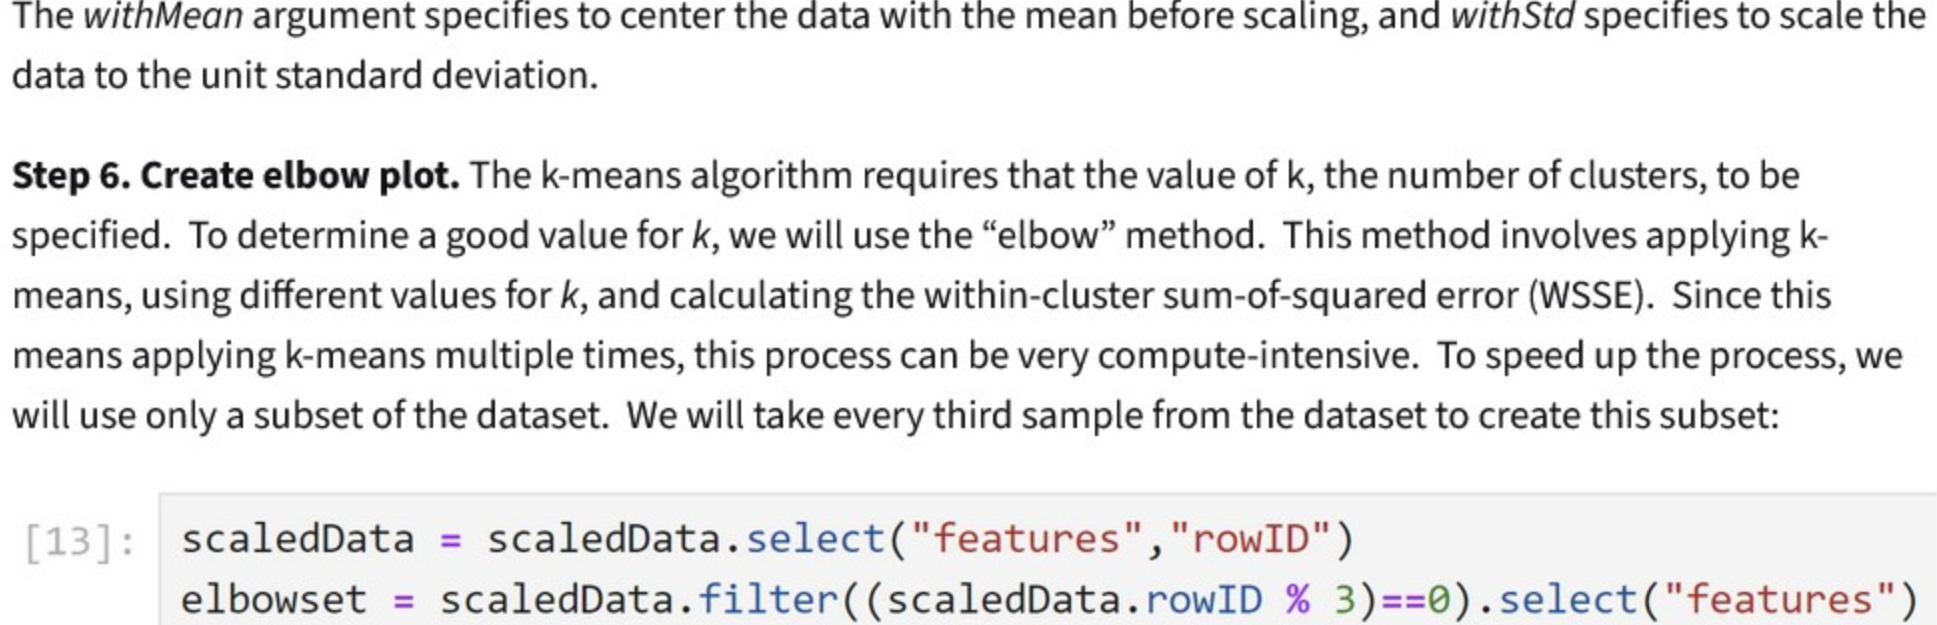 The withMean argument specifies to center the data with the mean before scaling, and withStd specifies to scale the
data to the unit standard deviation.
Step 6. Create elbow plot. The k-means algorithm requires that the value of k, the number of clusters, to be
specified.  To determine a good value for k, we will use the “elbow” method.  This method involves applying k-
means, using different values for k, and calculating the within-cluster sum-of-squared error (WSSE).  Since this
means applying k-means multiple times, this process can be very compute-intensive.  To speed up the process, we
will use only a subset of the dataset.  We will take every third sample from the dataset to create this subset:
[13]: scaledData = scaledData.select("features","rowID")
elbowset = scaledData.filter((scaledData.rowID % 3)==0).select("features")